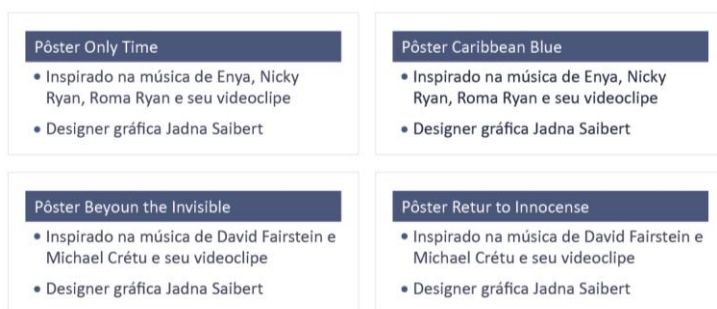 Pôster Only Time
• Inspirado na música de Enya, Nicky
Ryan, Roma Ryan e seu videoclipe
• Designer gráfica Jadna Saibert
Pôster Caribbean Blue
• Inspirado na música de Enya, Nicky
Ryan, Roma Ryan e seu videoclipe
• Designer gráfica Jadna Saibert
Pôster Beyoun the Invisible
• Inspirado na música de David Fairstein e
Michael Crétu e seu videoclipe
• Designer gráfica Jadna Saibert
Pôster Retur to Innocense
• Inspirado na música de David Fairstein e
Michael Crétu e seu videoclipe
• Designer gráfica Jadna Saibert